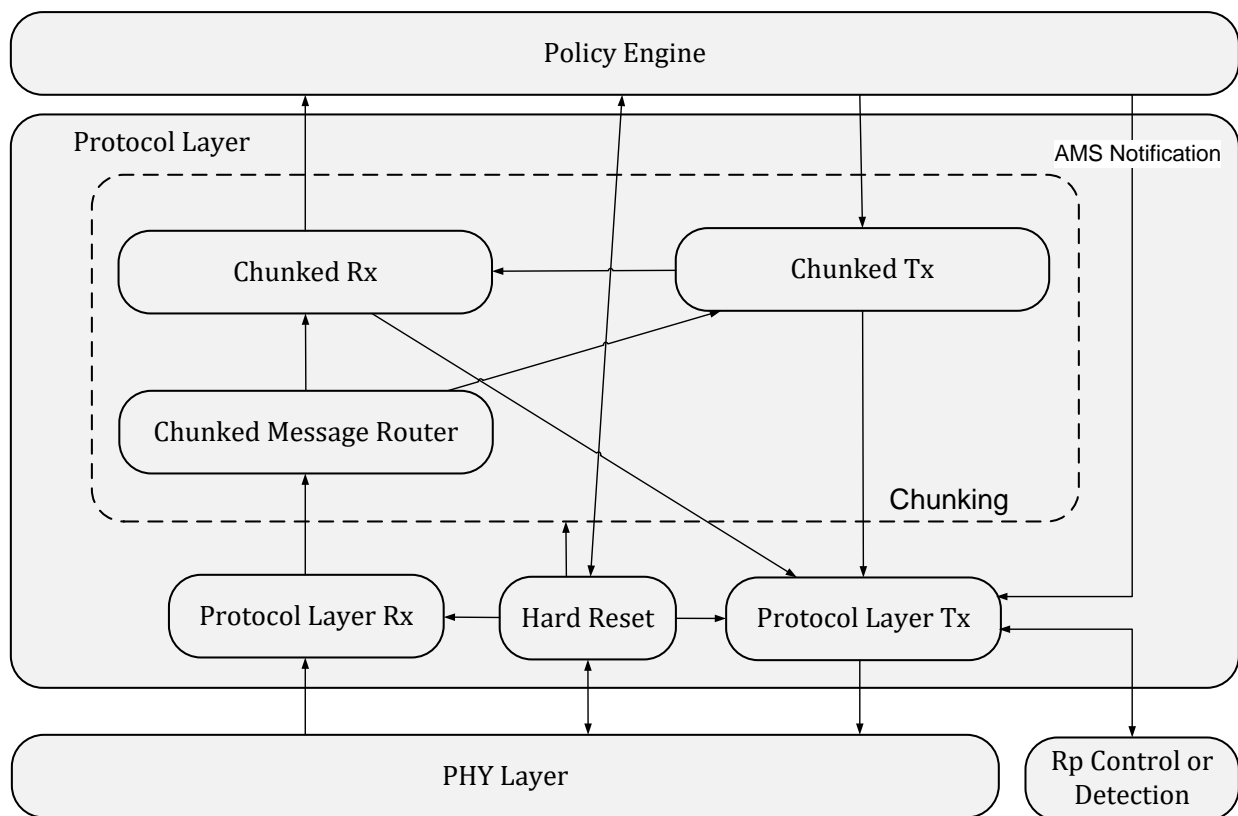 Policy Engine
Protocol Layer
AMS Notification
Chunked Rx
Chunked Tx
Chunked Message Router
Chunking
Protocol Layer Rx
Hard Reset
Protocol Layer Tx
PHY Layer
Rp Control or
Detection